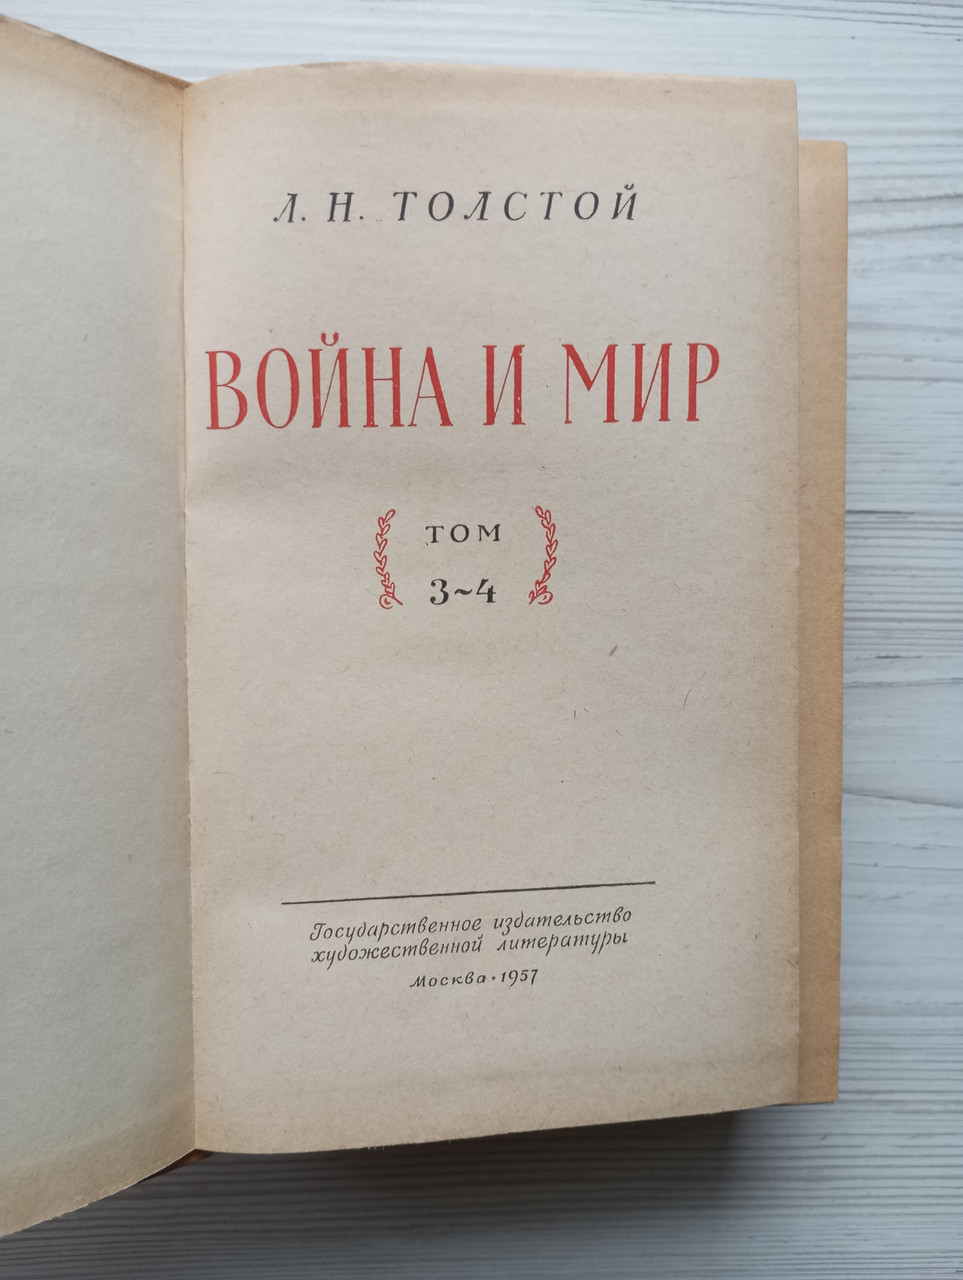 Л. Н. ТОЛСТОЙ
ВОЙНА И МИР
ТОМ
3~4
Государственное издательство
художественной литературы
Москва · 1957